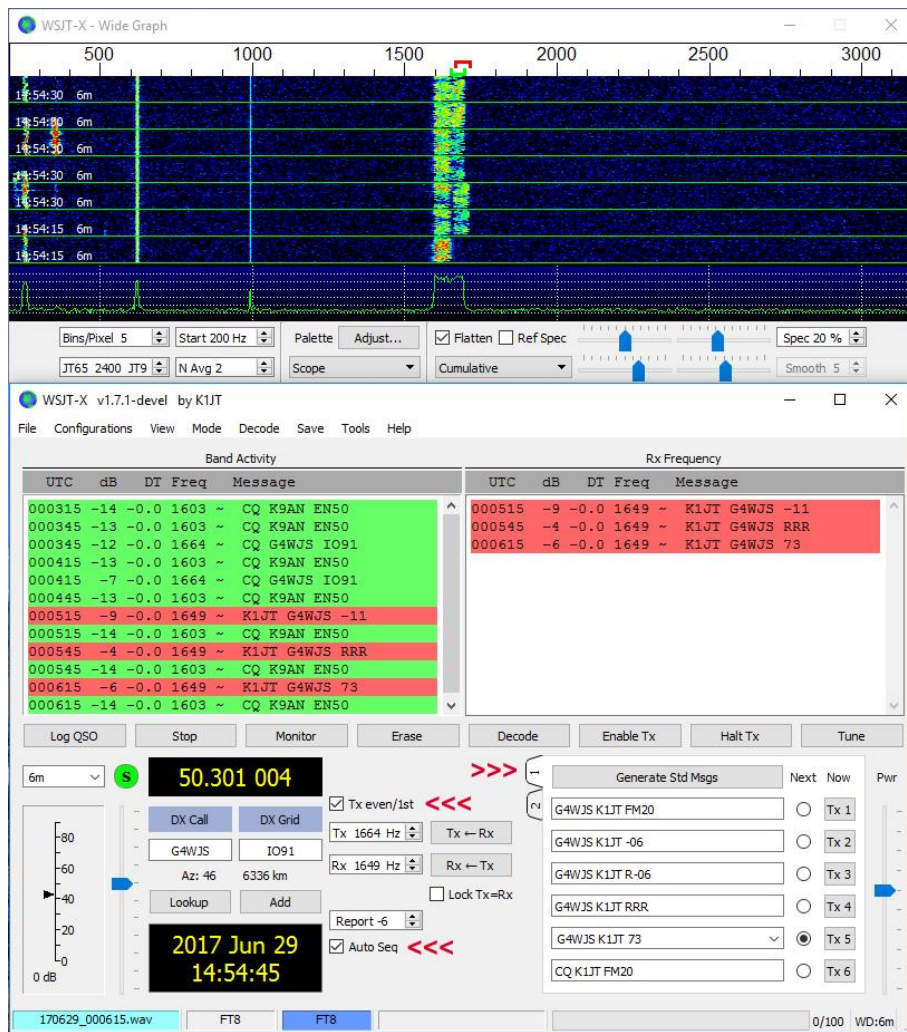 WSJT-X - Wide Graph
500 1000 1500 2000 2500 3000
14:54:30 6m
14:54:30 6m
14:54:30 6m
14:54:30 6m
14:54:30 6m
14:54:15 6m
14:54:15 6m
Bins/Pixel 5 Start 200 Hz Palette Adjust... Flatten Ref Spec Spec 20 %
JT65 2400 JT9 N Avg 2 Scope Cumulative Smooth 5
WSJT-X v1.7.1-devel by K1JT
File Configurations View Mode Decode Save Tools Help
Band Activity Rx Frequency
UTC dB DT Freq Message UTC dB DT Freq Message
000315 -14 -0.0 1603 ~ CQ K9AN EN50 000515 -9 -0.0 1649 ~ K1JT G4WJS -11
000345 -13 -0.0 1603 ~ CQ K9AN EN50 000545 -4 -0.0 1649 ~ K1JT G4WJS RRR
000345 -12 -0.0 1664 ~ CQ G4WJS IO91 000615 -6 -0.0 1649 ~ K1JT G4WJS 73
000415 -13 -0.0 1603 ~ CQ K9AN EN50
000415 -7 -0.0 1664 ~ CQ G4WJS IO91
000445 -13 -0.0 1603 ~ CQ K9AN EN50
000515 -9 -0.0 1649 ~ K1JT G4WJS -11
000515 -14 -0.0 1603 ~ CQ K9AN EN50
000545 -4 -0.0 1649 ~ K1JT G4WJS RRR
000545 -14 -0.0 1603 ~ CQ K9AN EN50
000615 -6 -0.0 1649 ~ K1JT G4WJS 73
000615 -14 -0.0 1603 ~ CQ K9AN EN50
Log QSO Stop Monitor Erase Decode Enable Tx Halt Tx Tune
6m S 50.301 004 >>> 1 Generate Std Msgs Next Now Pwr
Tx even/1st <<< 2
DX Call DX Grid G4WJS K1JT FM20 Tx 1
Tx 1664 Hz Tx ← Rx
G4WJS IO91 G4WJS K1JT -06 Tx 2
Az: 46 6336 km Rx 1649 Hz Rx ← Tx G4WJS K1JT R-06 Tx 3
Lookup Add Lock Tx=Rx G4WJS K1JT RRR Tx 4
Report -6
2017 Jun 29 Auto Seq <<< G4WJS K1JT 73 Tx 5
14:54:45 CQ K1JT FM20 Tx 6
-80
-60
-40
-20
-0
0 dB
170629_000615.wav FT8 FT8 0/100 WD:6m